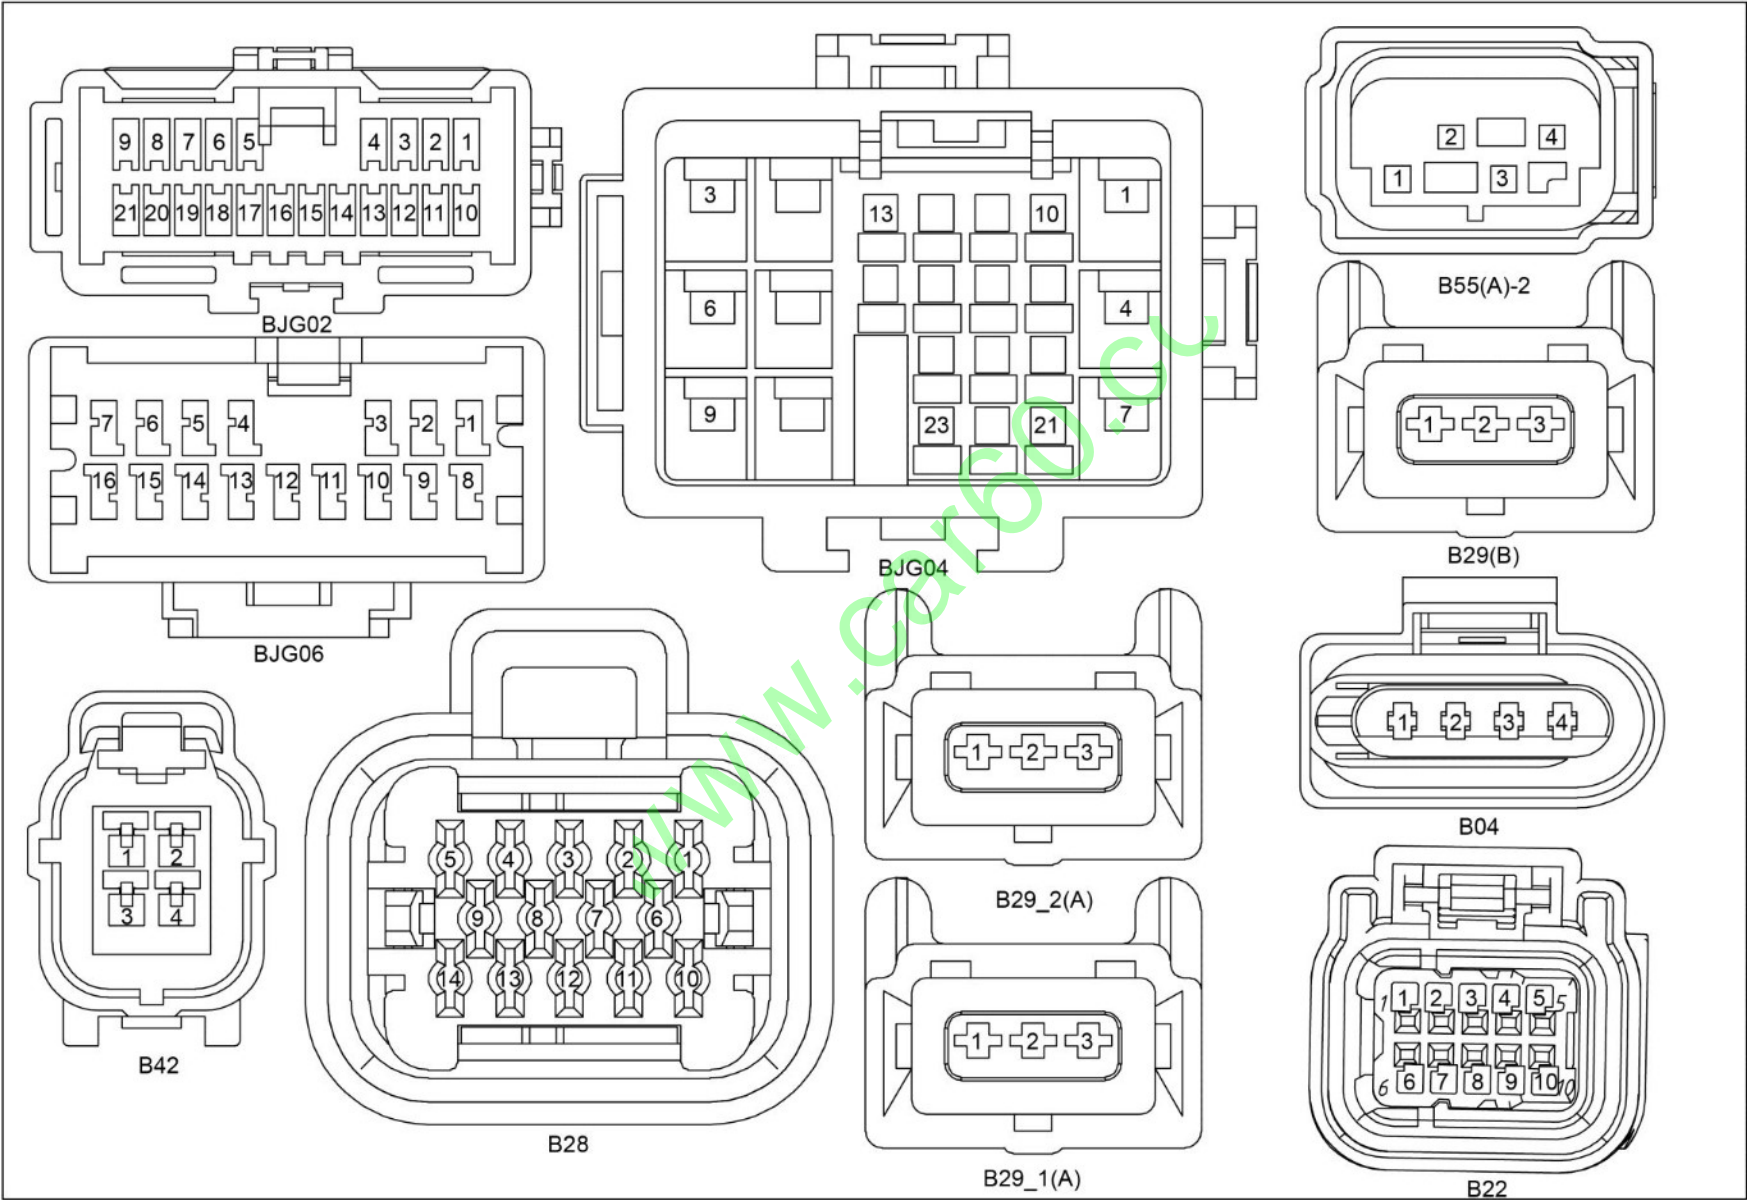 9 8 7 6 5 4 3 2 1
21 20 19 18 17 16 15 14 13 12 11 10
BJG02
7 6 5 4 3 2 1
16 15 14 13 12 11 10 9 8
BJG06
3 13 10 1
6 4
9 23 21 7
BJG04
2 4
1 3
B55(A)-2
1 2 3
B29(B)
1 2 3 4
B04
1 2
3 4
B42
5 4 3 2 1
9 8 7 6
14 13 12 11 10
B28
1 2 3
B29_2(A)
1 2 3
B29_1(A)
1 1 2 3 4 5 5
6 6 7 8 9 10 10
B22
www.car60.cc